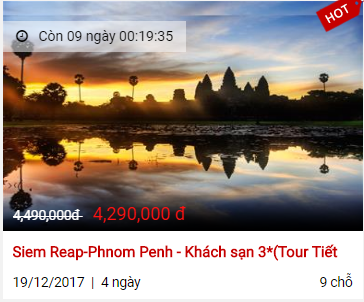 HOT
Còn 09 ngày 00:19:35
4,490,000đ 4,290,000 đ
Siem Reap-Phnom Penh - Khách sạn 3*(Tour Tiết
19/12/2017 | 4 ngày 9 chỗ